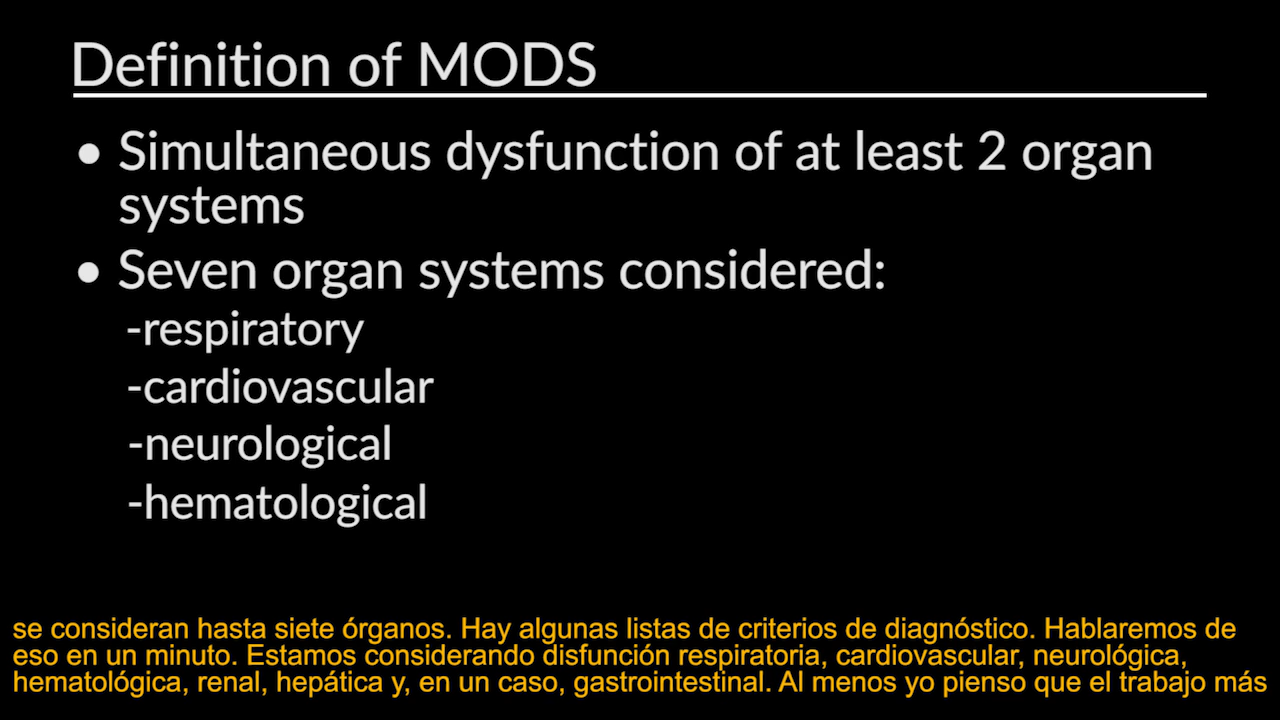 Definition of MODS
• Simultaneous dysfunction of at least 2 organ
systems
• Seven organ systems considered:
-respiratory
-cardiovascular
-neurological
-hematological
se consideran hasta siete órganos. Hay algunas listas de criterios de diagnóstico. Hablaremos de
eso en un minuto. Estamos considerando disfunción respiratoria, cardiovascular, neurológica,
hematológica, renal, hepática y, en un caso, gastrointestinal. Al menos yo pienso que el trabajo más